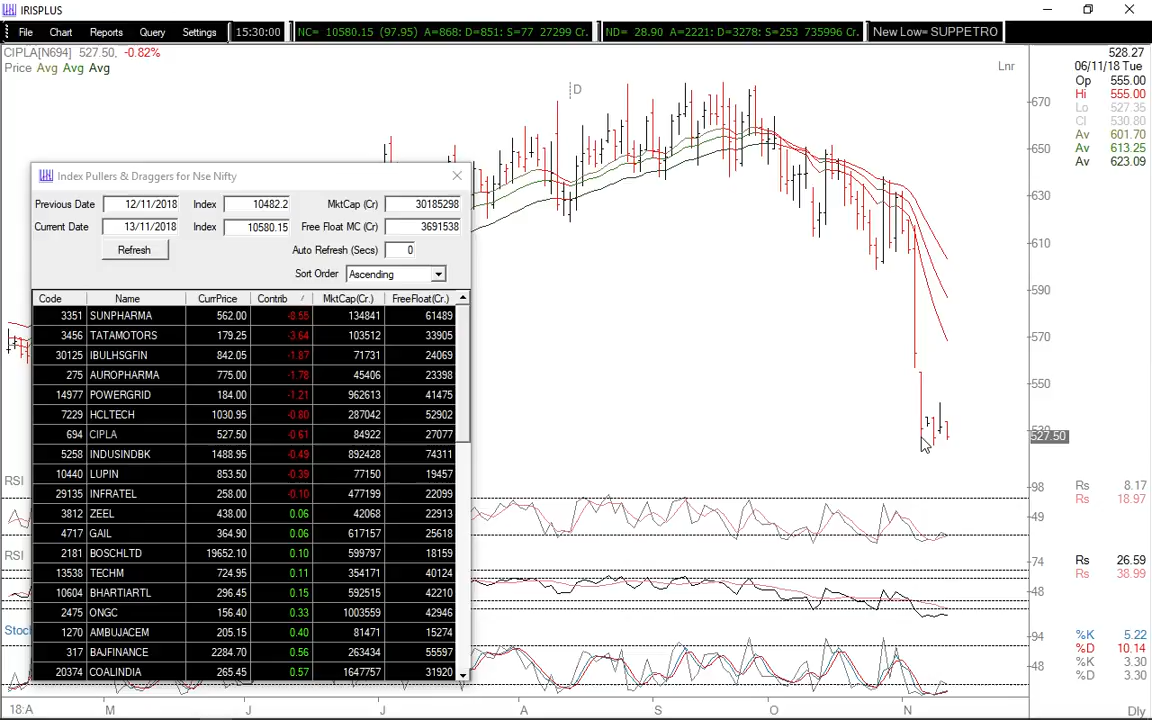 IRISPLUS
File Chart Reports Query Settings 15:30:00 NC= 10580.15 (97.95) A=868: D=851: S=77 27299 Cr. ND= 28.90 A=2221: D=3278: S=253 735996 Cr. New Low= SUPPETRO
CIPLA[N694] 527.50, -0.82%
Price Avg Avg Avg
Lnr
528.27
06/11/18 Tue
Op 555.00
Hi 555.00
Lo 527.35
Cl 530.80
Av 601.70
Av 613.25
Av 623.09
D
670
650
630
610
590
570
550
530
527.50
Index Pullers & Draggers for Nse Nifty
Previous Date 12/11/2018 Index 10482.2 MktCap (Cr) 30185298
Current Date 13/11/2018 Index 10580.15 Free Float MC (Cr) 3691538
Refresh Auto Refresh (Secs) 0
Sort Order Ascending
Code Name CurrPrice Contrib / MktCap(Cr.) FreeFloat(Cr.)
3351 SUNPHARMA 562.00 134841 61489
3456 TATAMOTORS 179.25 -3.64 103512 33905
30125 IBULHSGFIN 842.05 -1.87 71731 24069
275 AUROPHARMA 775.00 -1.78 45406 23398
14977 POWERGRID 184.00 -1.21 962613 41475
7229 HCLTECH 1030.95 -0.80 287042 52902
694 CIPLA 527.50 -0.61 84922 27077
5258 INDUSINDBK 1488.95 -0.49 892428 74311
10440 LUPIN 853.50 -0.39 77150 19457
29135 INFRATEL 258.00 -0.10 477199 22099
3812 ZEEL 438.00 0.06 42068 22913
4717 GAIL 364.90 0.06 617157 25618
2181 BOSCHLTD 19652.10 0.10 599797 18159
13538 TECHM 724.95 0.11 354171 40124
10604 BHARTIARTL 296.45 0.15 592515 42210
2475 ONGC 156.40 0.33 1003559 42946
1270 AMBUJACEM 205.15 0.40 81471 15274
317 BAJFINANCE 2284.70 0.56 263434 55597
20374 COALINDIA 265.45 0.57 1647757 31920
RSI
98
49
Rs 8.17
Rs 18.97
RSI
74
48
Rs 26.59
Rs 38.99
Stoch
94
48
%K 5.22
%D 10.14
%K 3.30
%D 3.30
18:A M J J A S O N Dly